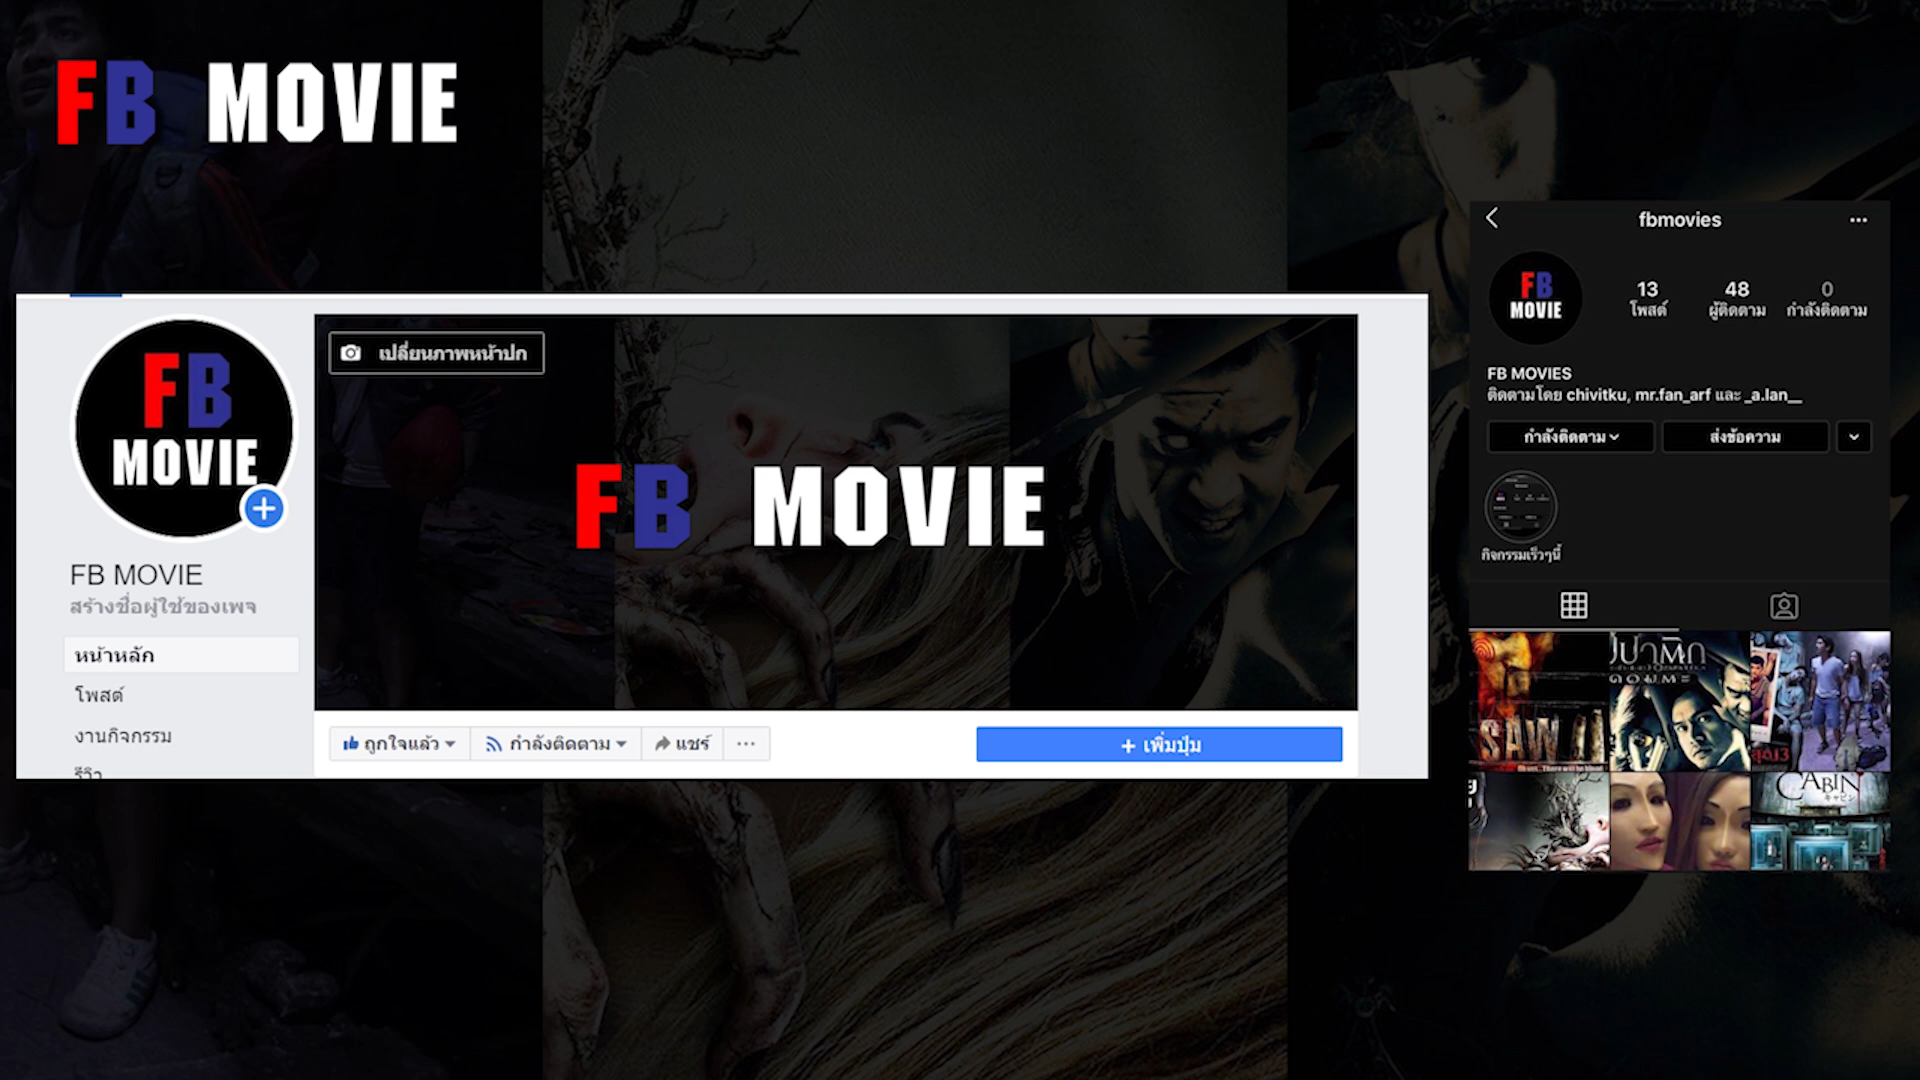 FB MOVIE
FB
MOVIE
FB MOVIE
สร้างชื่อผู้ใช้ของเพจ
หน้าหลัก
โพสต์
งานกิจกรรม
รีวิว
เปลี่ยนภาพหน้าปก
FB MOVIE
ถูกใจแล้ว
กำลังติดตาม
แชร์
+ เพิ่มปุ่ม
fbmovies
FB
MOVIE
13 48 0
โพสต์ ผู้ติดตาม กำลังติดตาม
FB MOVIES
ติดตามโดย chivitku, mr.fan_arf และ _a.lan__
กำลังติดตาม ส่งข้อความ
กิจกรรมเร็วๆนี้
SAW II
CABIN
キャビン